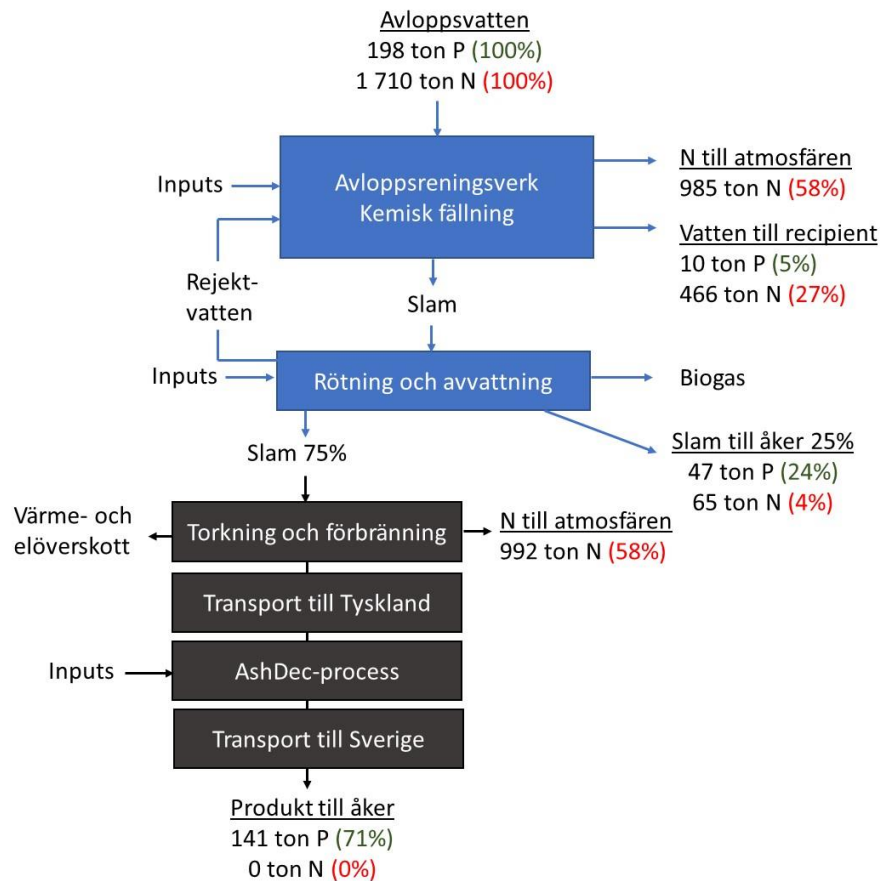 Avloppsvatten
198 ton P (100%)
1 710 ton N (100%)
Inputs
Avloppsreningsverk
Kemisk fällning
N till atmosfären
985 ton N (58%)
Vatten till recipient
10 ton P (5%)
466 ton N (27%)
Rejekt-
vatten
Slam
Inputs
Rötning och avvattning
Biogas
Slam 75%
Slam till åker 25%
47 ton P (24%)
65 ton N (4%)
Värme- och
elöverskott
Torkning och förbränning
N till atmosfären
992 ton N (58%)
Transport till Tyskland
Inputs
AshDec-process
Transport till Sverige
Produkt till åker
141 ton P (71%)
0 ton N (0%)